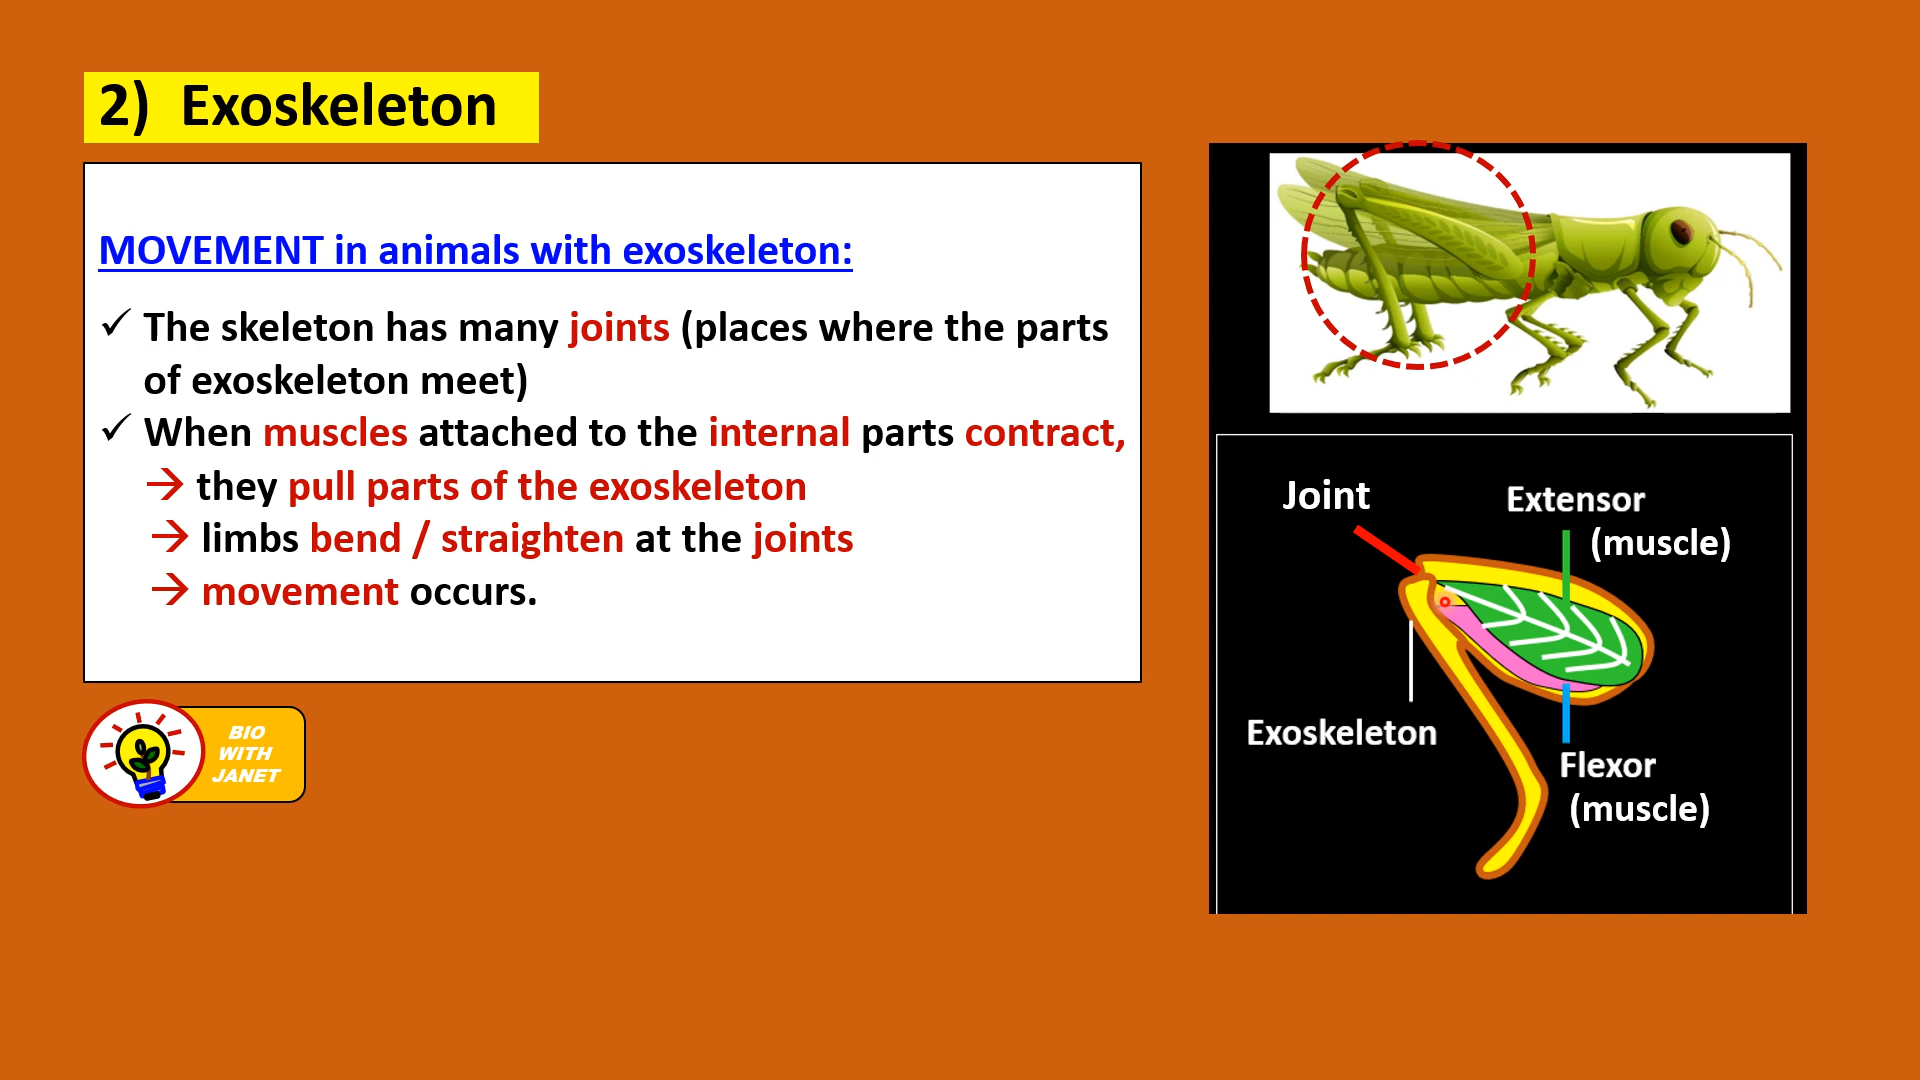 2) Exoskeleton
MOVEMENT in animals with exoskeleton:
✓ The skeleton has many joints (places where the parts
of exoskeleton meet)
✓ When muscles attached to the internal parts contract,
→ they pull parts of the exoskeleton
→ limbs bend / straighten at the joints
→ movement occurs.
BIO
WITH
JANET
Joint
Extensor
(muscle)
Exoskeleton
Flexor
(muscle)